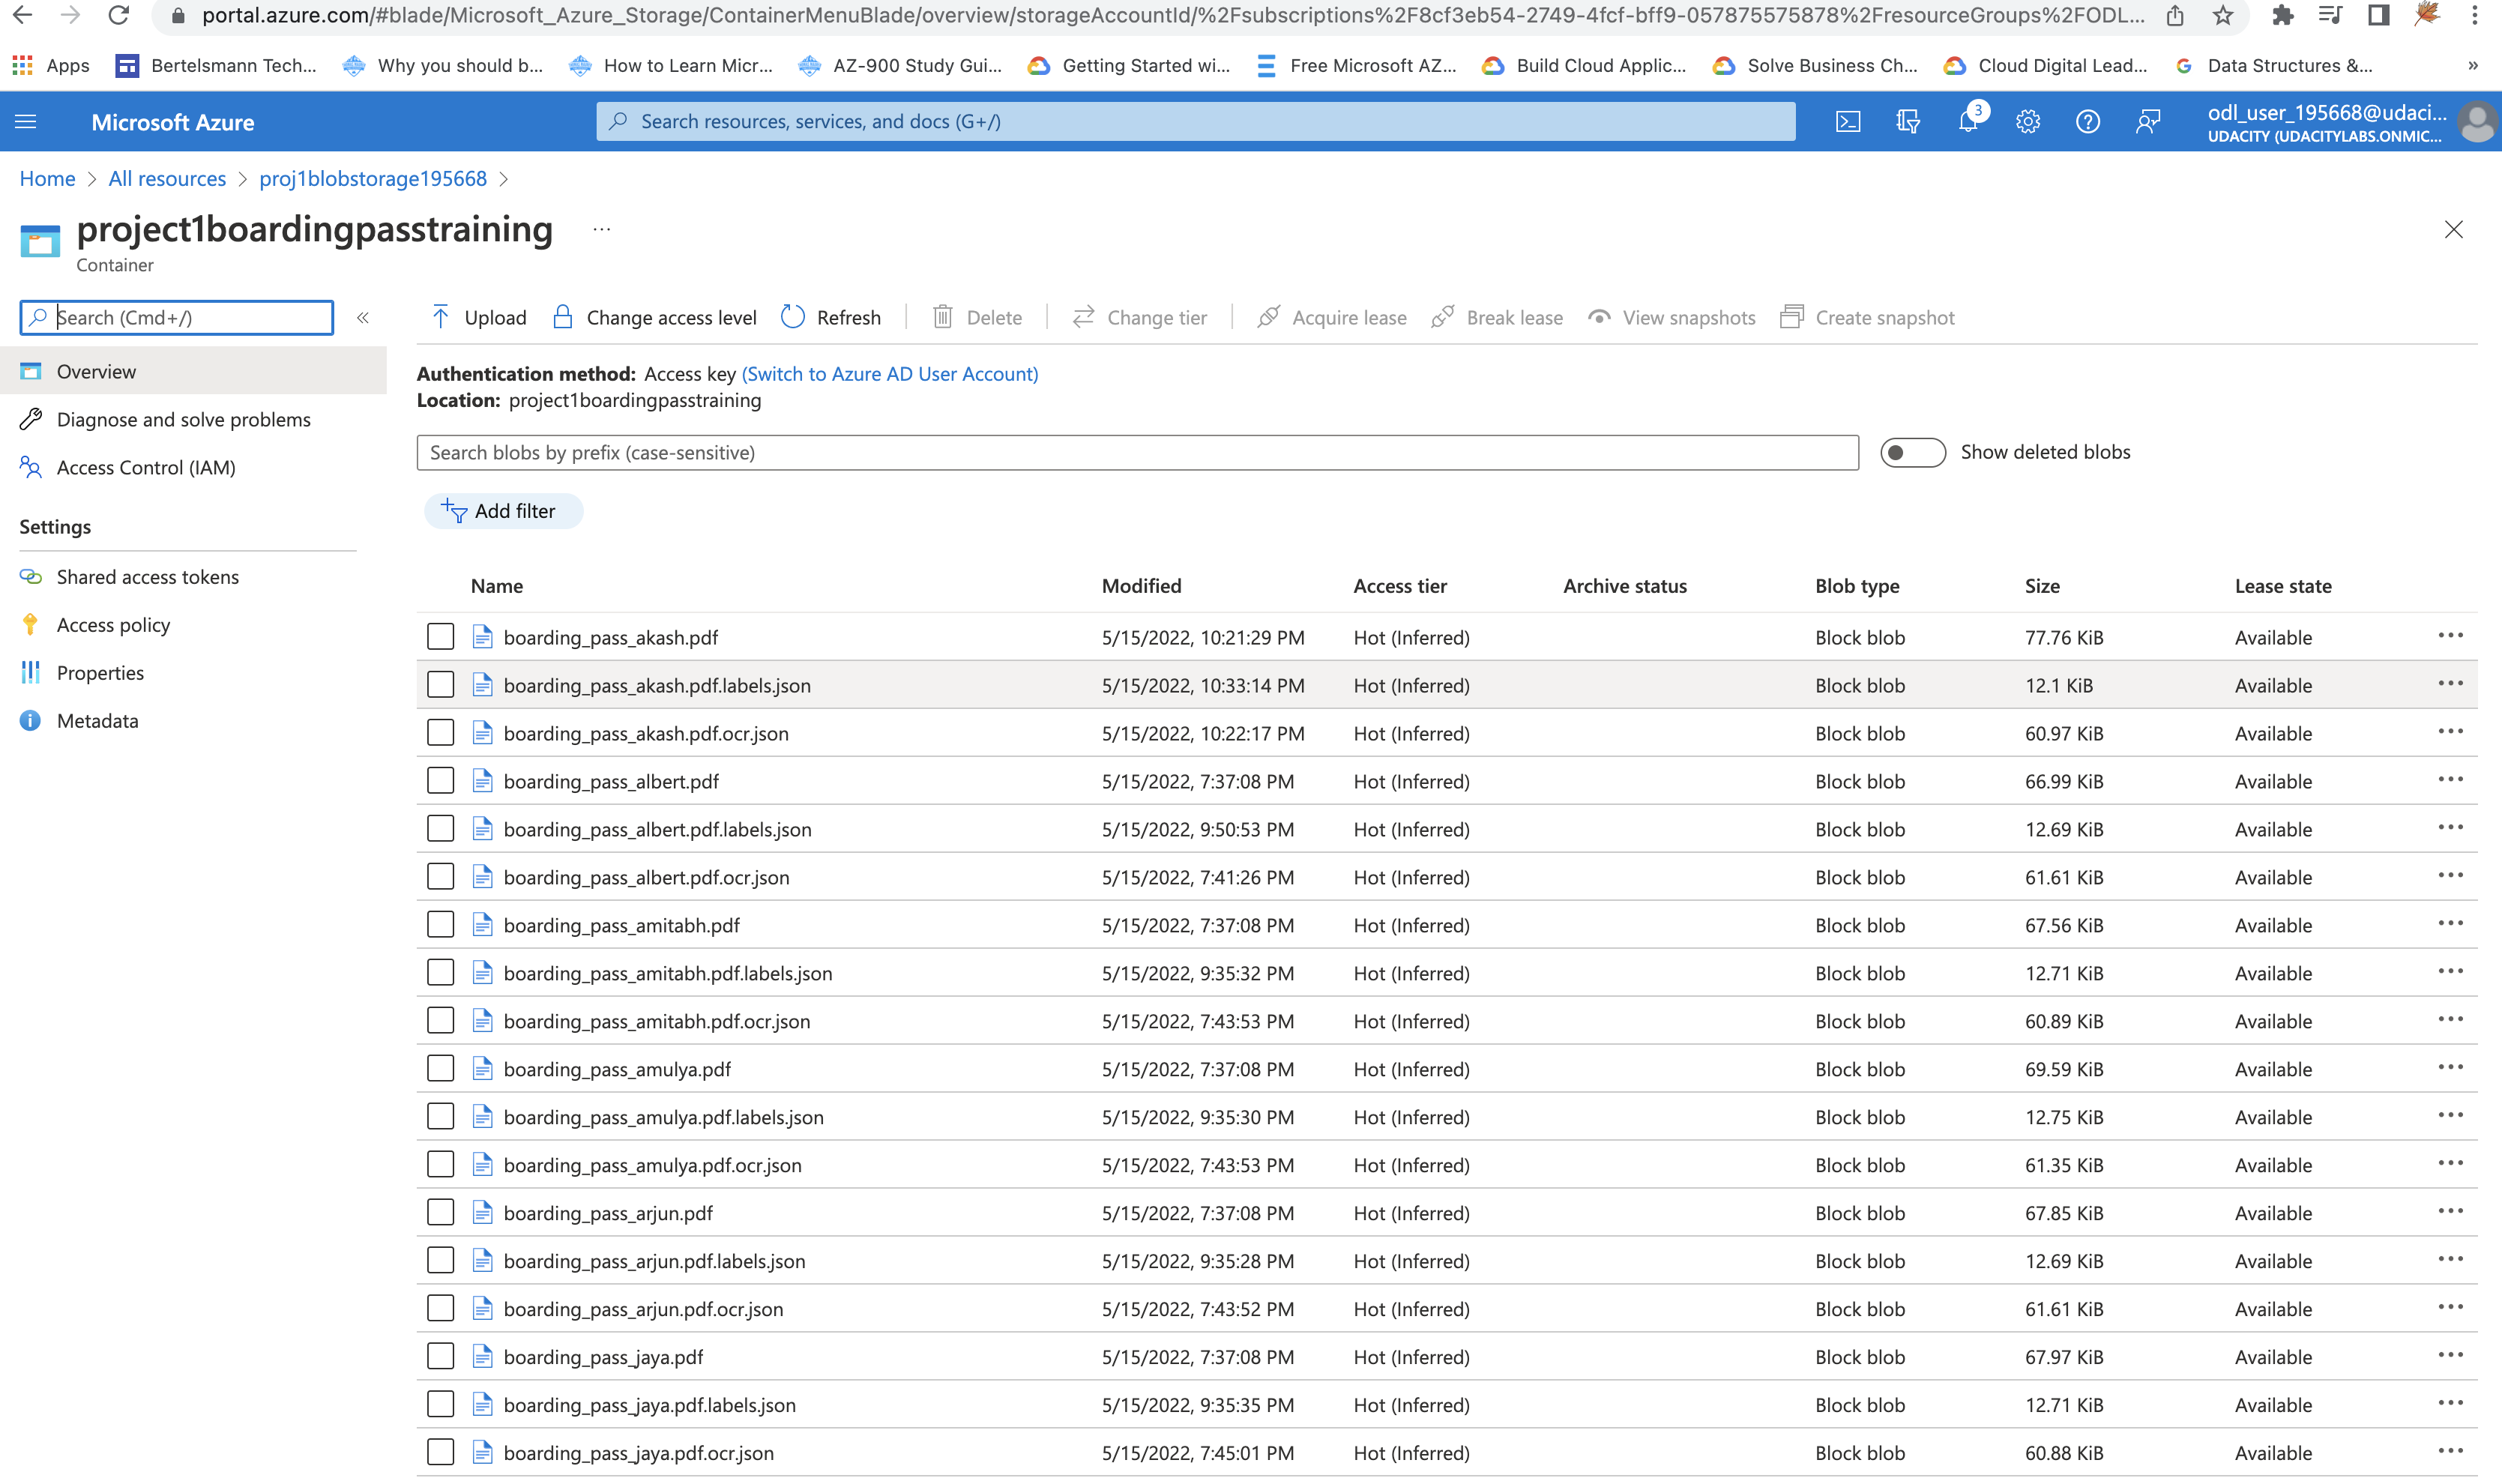 portal.azure.com/#blade/Microsoft_Azure_Storage/ContainerMenuBlade/overview/storageAccountId/%2Fsubscriptions%2F8cf3eb54-2749-4fcf-bff9-057875575878%2FresourceGroups%2FODL...
Apps Bertelsmann Tech... Why you should b... How to Learn Micr... AZ-900 Study Gui... Getting Started wi... Free Microsoft AZ... Build Cloud Applic... Solve Business Ch... Cloud Digital Lead... Data Structures &... »
Microsoft Azure Search resources, services, and docs (G+/) 3 odl_user_195668@udaci...
UDACITY (UDACITYLABS.ONMIC...
Home > All resources > proj1blobstorage195668 >
project1boardingpasstraining ...
Container
Search (Cmd+/) «
Upload Change access level Refresh Delete Change tier Acquire lease Break lease View snapshots Create snapshot
Overview
Diagnose and solve problems
Access Control (IAM)
Settings
Shared access tokens
Access policy
Properties
Metadata
Authentication method: Access key (Switch to Azure AD User Account)
Location: project1boardingpasstraining
Search blobs by prefix (case-sensitive) Show deleted blobs
Add filter
Name Modified Access tier Archive status Blob type Size Lease state
boarding_pass_akash.pdf 5/15/2022, 10:21:29 PM Hot (Inferred) Block blob 77.76 KiB Available ...
boarding_pass_akash.pdf.labels.json 5/15/2022, 10:33:14 PM Hot (Inferred) Block blob 12.1 KiB Available ...
boarding_pass_akash.pdf.ocr.json 5/15/2022, 10:22:17 PM Hot (Inferred) Block blob 60.97 KiB Available ...
boarding_pass_albert.pdf 5/15/2022, 7:37:08 PM Hot (Inferred) Block blob 66.99 KiB Available ...
boarding_pass_albert.pdf.labels.json 5/15/2022, 9:50:53 PM Hot (Inferred) Block blob 12.69 KiB Available ...
boarding_pass_albert.pdf.ocr.json 5/15/2022, 7:41:26 PM Hot (Inferred) Block blob 61.61 KiB Available ...
boarding_pass_amitabh.pdf 5/15/2022, 7:37:08 PM Hot (Inferred) Block blob 67.56 KiB Available ...
boarding_pass_amitabh.pdf.labels.json 5/15/2022, 9:35:32 PM Hot (Inferred) Block blob 12.71 KiB Available ...
boarding_pass_amitabh.pdf.ocr.json 5/15/2022, 7:43:53 PM Hot (Inferred) Block blob 60.89 KiB Available ...
boarding_pass_amulya.pdf 5/15/2022, 7:37:08 PM Hot (Inferred) Block blob 69.59 KiB Available ...
boarding_pass_amulya.pdf.labels.json 5/15/2022, 9:35:30 PM Hot (Inferred) Block blob 12.75 KiB Available ...
boarding_pass_amulya.pdf.ocr.json 5/15/2022, 7:43:53 PM Hot (Inferred) Block blob 61.35 KiB Available ...
boarding_pass_arjun.pdf 5/15/2022, 7:37:08 PM Hot (Inferred) Block blob 67.85 KiB Available ...
boarding_pass_arjun.pdf.labels.json 5/15/2022, 9:35:28 PM Hot (Inferred) Block blob 12.69 KiB Available ...
boarding_pass_arjun.pdf.ocr.json 5/15/2022, 7:43:52 PM Hot (Inferred) Block blob 61.61 KiB Available ...
boarding_pass_jaya.pdf 5/15/2022, 7:37:08 PM Hot (Inferred) Block blob 67.97 KiB Available ...
boarding_pass_jaya.pdf.labels.json 5/15/2022, 9:35:35 PM Hot (Inferred) Block blob 12.71 KiB Available ...
boarding_pass_jaya.pdf.ocr.json 5/15/2022, 7:45:01 PM Hot (Inferred) Block blob 60.88 KiB Available ...